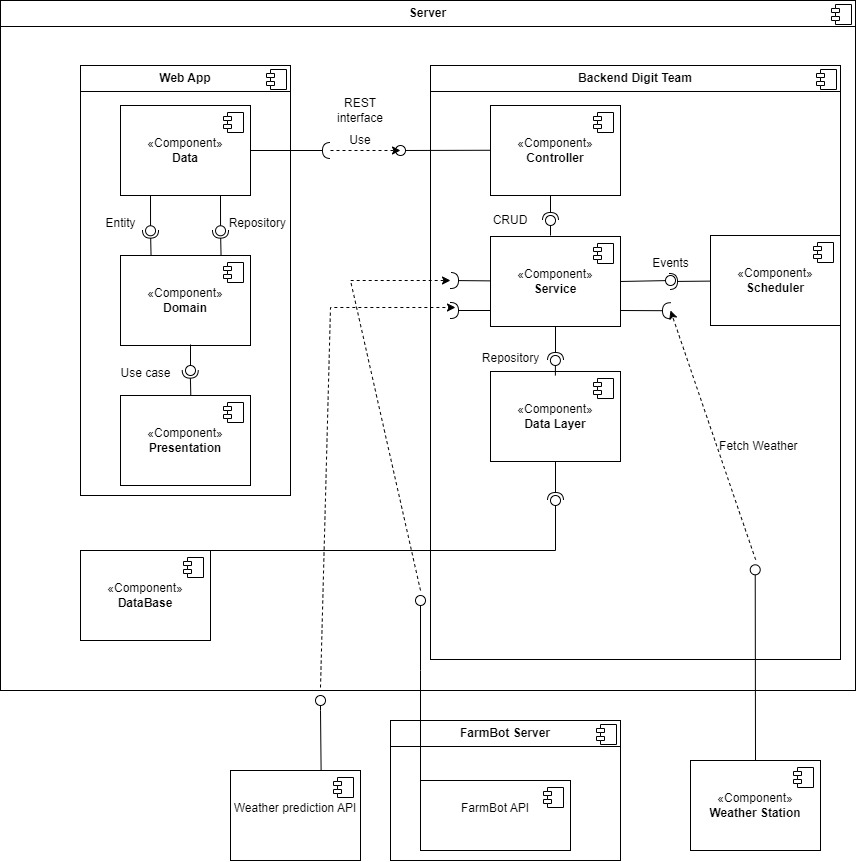 Server
Web App
Backend Digit Team
REST
interface
Use
«Component»
Data
«Component»
Controller
Entity
Repository
CRUD
«Component»
Domain
«Component»
Service
Events
«Component»
Scheduler
Use case
Repository
«Component»
Presentation
«Component»
Data Layer
Fetch Weather
«Component»
DataBase
FarmBot Server
Weather prediction API
FarmBot API
«Component»
Weather Station